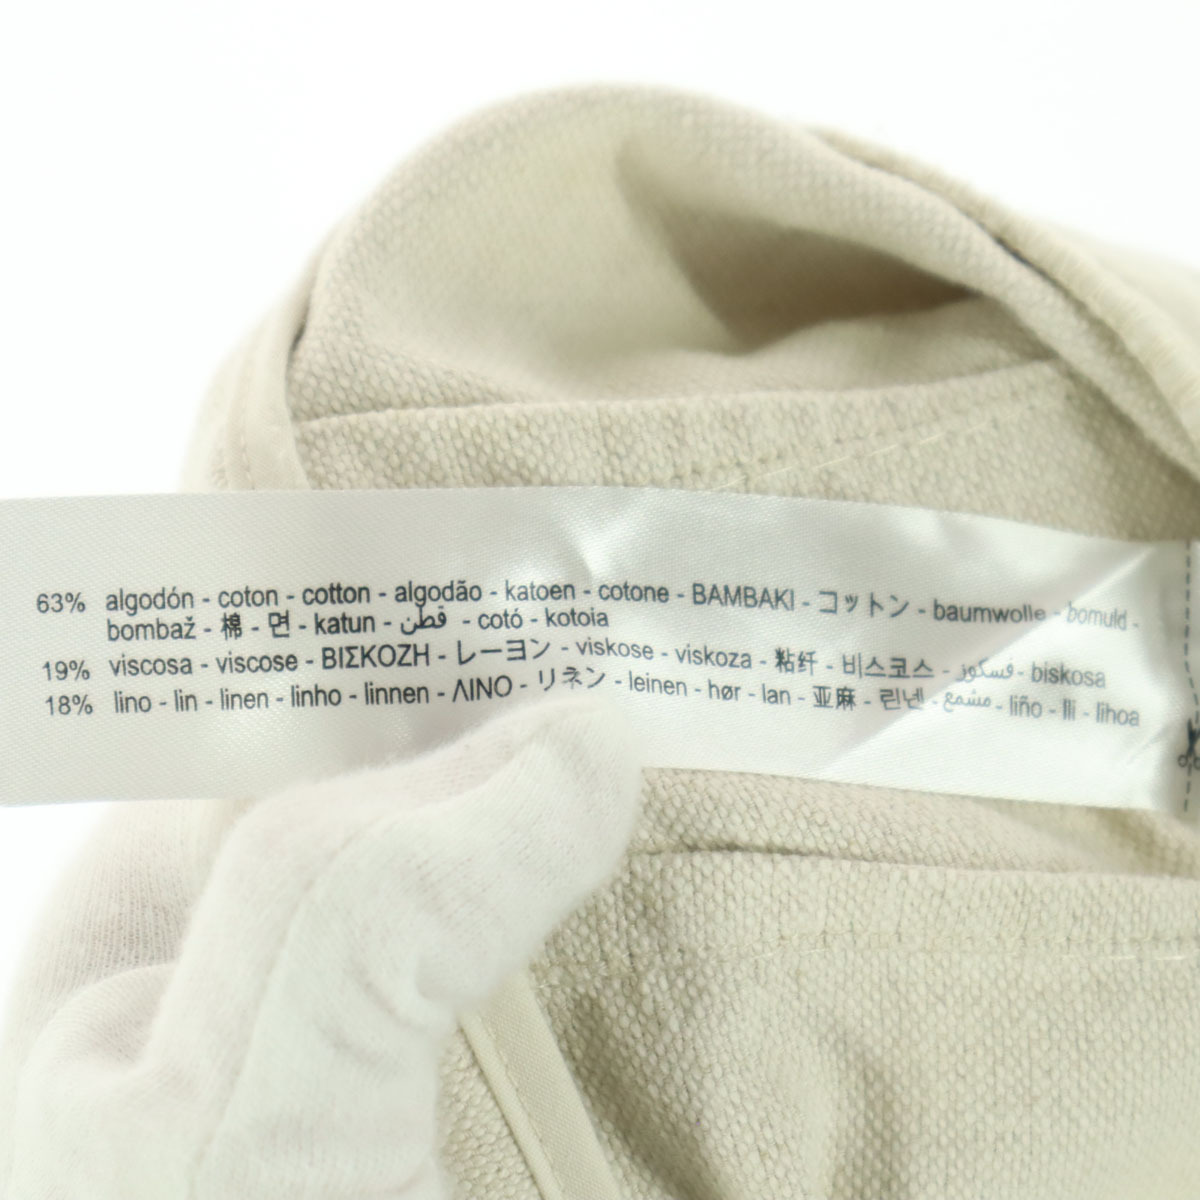 63% algodón - coton - cotton - algodão - katoen - cotone - BAMBAKI - コットン - baumwolle - bomuld -
bombaž - 棉 - 면 - katun - قطن - cotó - kotoia
19% viscosa - viscose - ΒΙΣΚΟΖΗ - レーヨン - viskose - viskoza - 粘纤 - 비스코스 - فسكوز - biskosa
18% lino - lin - linen - linho - linnen - ΛΙΝΟ - リネン - leinen - hør - lan - 亚麻 - 린넨 - مشمع - liño - lli - lihoa